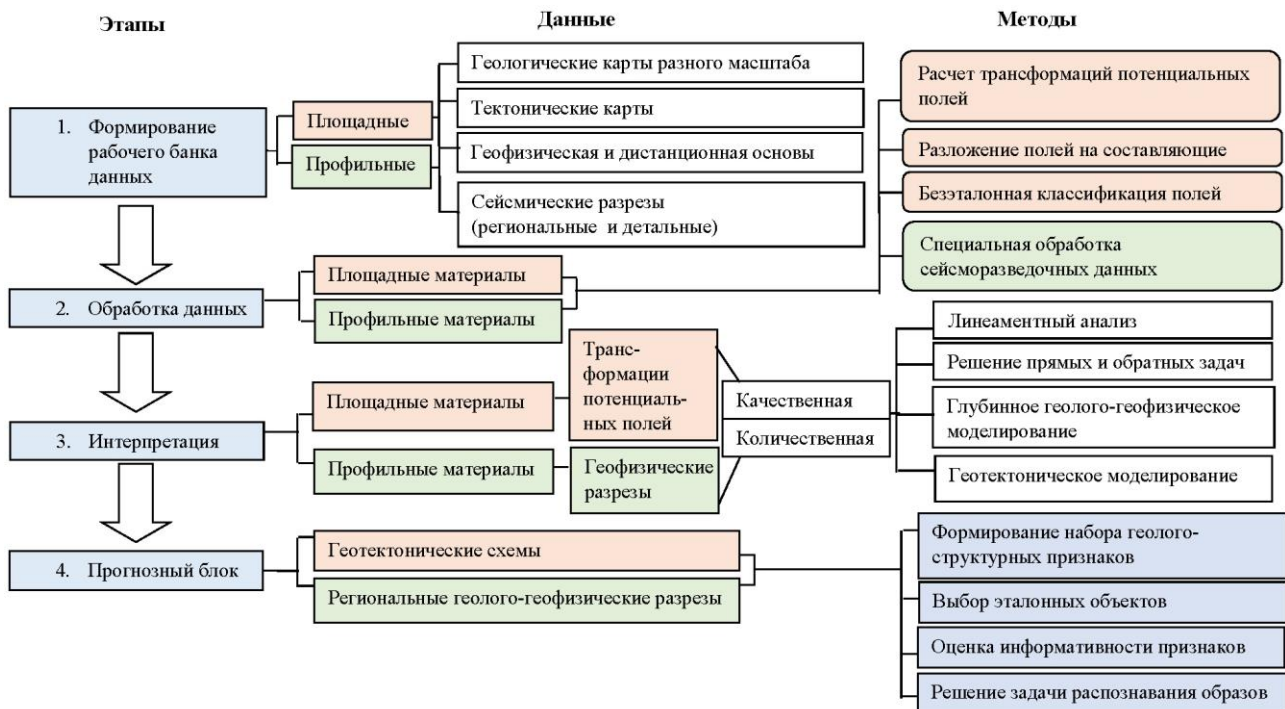 Этапы
Данные
Методы
1. Формирование
рабочего банка
данных
Площадные
Профильные
Геологические карты разного масштаба
Тектонические карты
Геофизическая и дистанционная основы
Сейсмические разрезы
(региональные и детальные)
Расчет трансформаций потенциальных
полей
Разложение полей на составляющие
Безэталонная классификация полей
Специальная обработка
сейсморазведочных данных
2. Обработка данных
Площадные материалы
Профильные материалы
3. Интерпретация
Площадные материалы
Профильные материалы
Транс-
формации
потенциаль-
ных полей
Геофизические
разрезы
Качественная
Количественная
Линеаментный анализ
Решение прямых и обратных задач
Глубинное геолого-геофизическое
моделирование
Геотектоническое моделирование
4. Прогнозный блок
Геотектонические схемы
Региональные геолого-геофизические разрезы
Формирование набора геолого-
структурных признаков
Выбор эталонных объектов
Оценка информативности признаков
Решение задачи распознавания образов